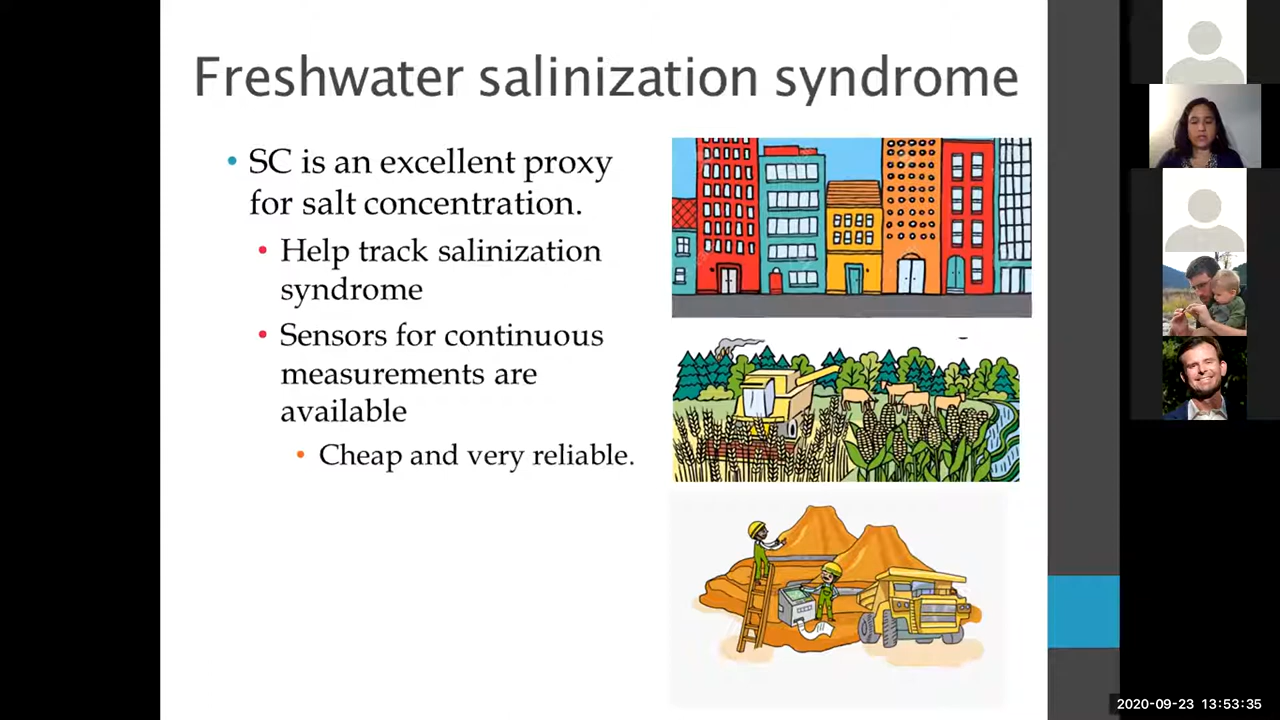 Freshwater salinization syndrome
• SC is an excellent proxy
for salt concentration.
• Help track salinization
syndrome
• Sensors for continuous
measurements are
available
• Cheap and very reliable.
2020-09-23 13:53:35